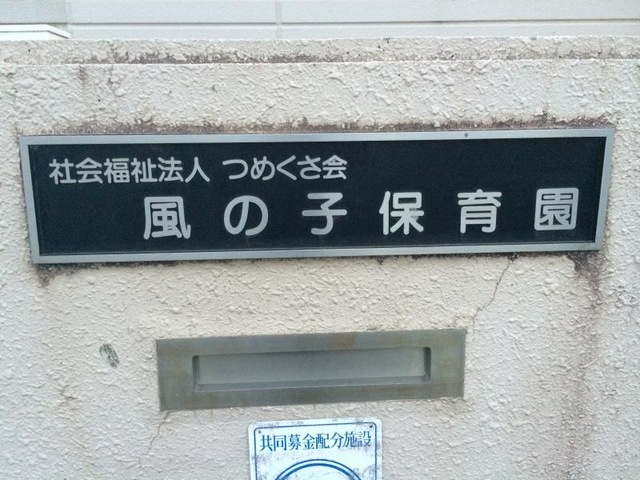 社会福祉法人 つめくさ会
風の子保育園
共同募金配分施設